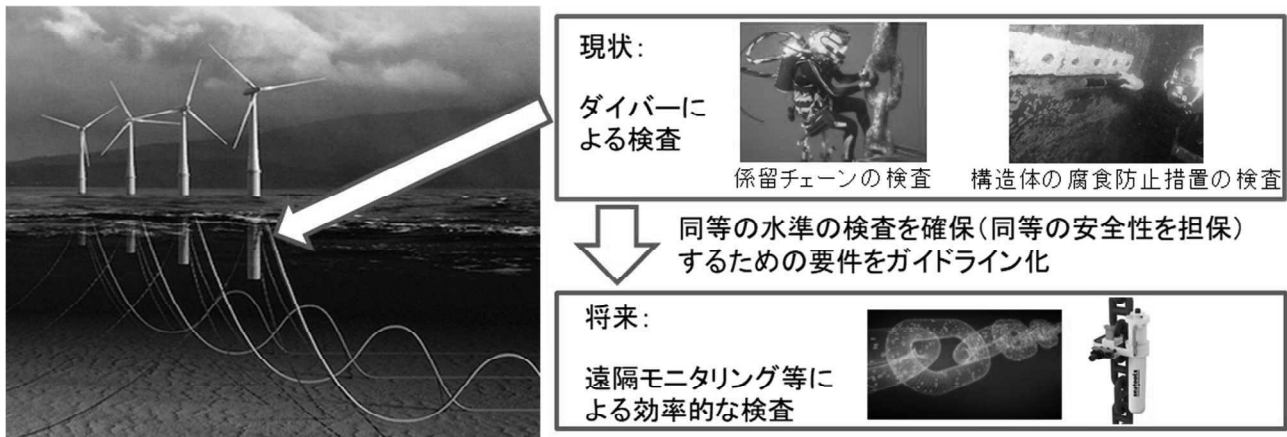 現状：
ダイバーに
よる検査
係留チェーンの検査
構造体の腐食防止措置の検査
同等の水準の検査を確保(同等の安全性を担保)
するための要件をガイドライン化
将来：
遠隔モニタリング等に
よる効率的な検査